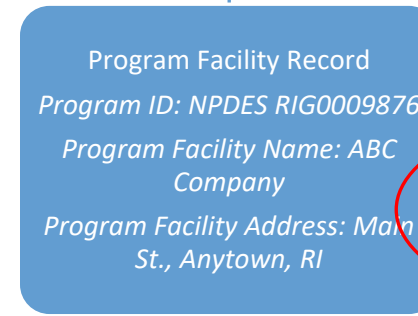 Program Facility Record
Program ID: NPDES RIG0009876
Program Facility Name: ABC
Company
Program Facility Address: Main
St., Anytown, RI